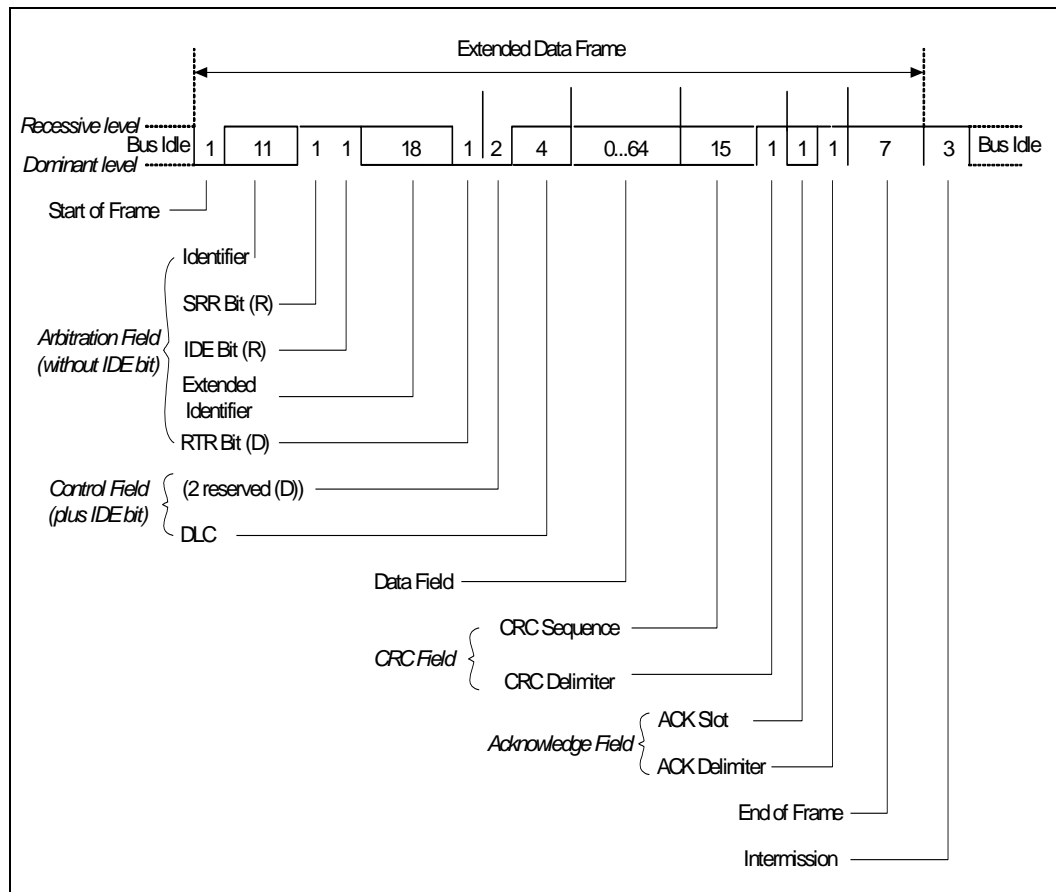 Extended Data Frame
Recessive level
Bus Idle 1 11 1 1 18 1 2 4 0...64 15 1 1 1 7 3 Bus Idle
Dominant level
Start of Frame
Identifier
SRR Bit (R)
Arbitration Field
(without IDE bit)
IDE Bit (R)
Extended
Identifier
RTR Bit (D)
Control Field
(plus IDE bit)
(2 reserved (D))
DLC
Data Field
CRC Sequence
CRC Field
CRC Delimiter
ACK Slot
Acknowledge Field
ACK Delimiter
End of Frame
Intermission